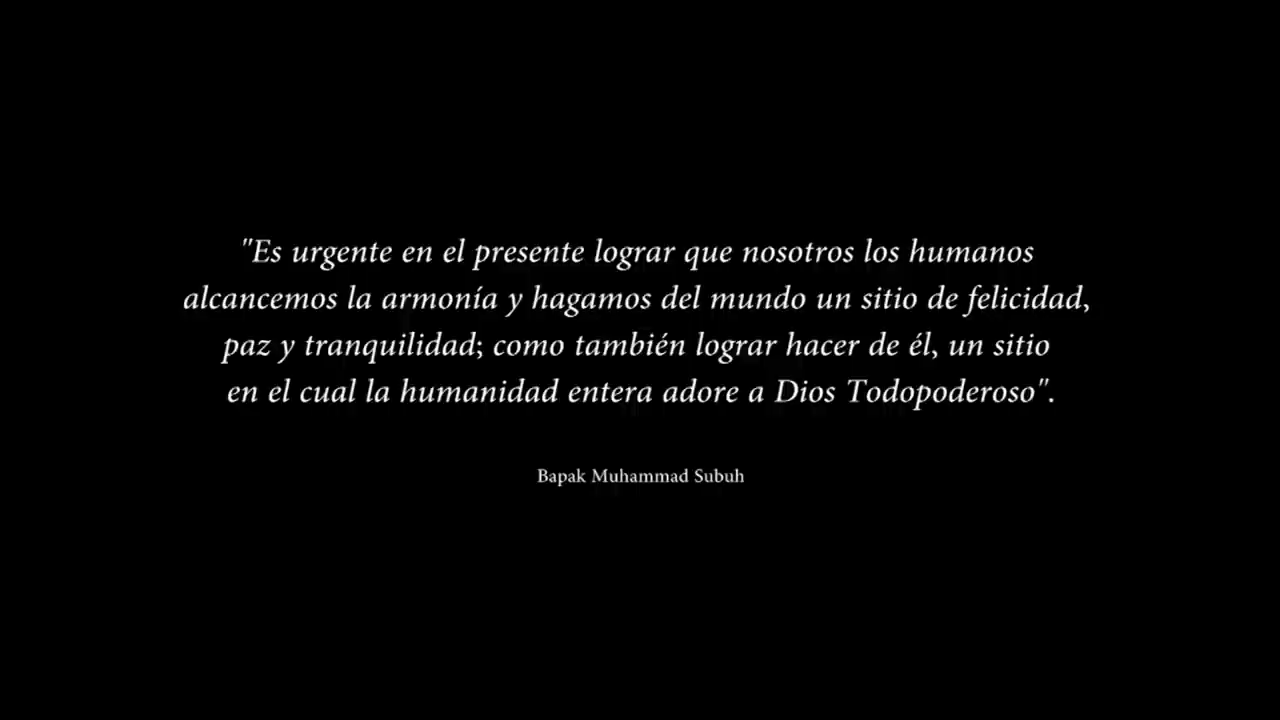 "Es urgente en el presente lograr que nosotros los humanos
alcancemos la armonía y hagamos del mundo un sitio de felicidad,
paz y tranquilidad; como también lograr hacer de él, un sitio
en el cual la humanidad entera adore a Dios Todopoderoso".
Bapak Muhammad Subuh